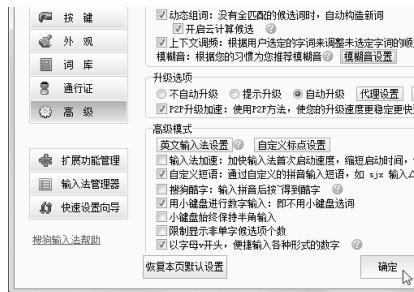 按 键
外 观
词 库
通行证
高 级
扩展功能管理
输入法管理器
快速设置向导
搜狗输入法帮助
动态组词：没有全匹配的候选词时，自动构造新词
开启云计算候选
上下文调频：根据用户选定的字词来调整未选定字词的顺
模糊音：根据您的习惯为您推荐模糊音 模糊音设置
升级选项
不自动升级 提示升级 自动升级 代理设置
P2P升级加速：使用P2P方法，使您的升级速度更稳定更快
高级模式
英文输入法设置 自定义标点设置
输入法加速：加快输入法首次启动速度，缩短启动时间，
自定义短语：通过自定义的拼音输入短语，如 sjx 输入△
搜狗酷字：输入拼音后按`得到酷字
用小键盘进行数字输入：即不用小键盘选词
小键盘始终保持半角输入
限制显示非单字候选项个数
以字母v开头，便捷输入各种形式的数字
恢复本页默认设置
确定